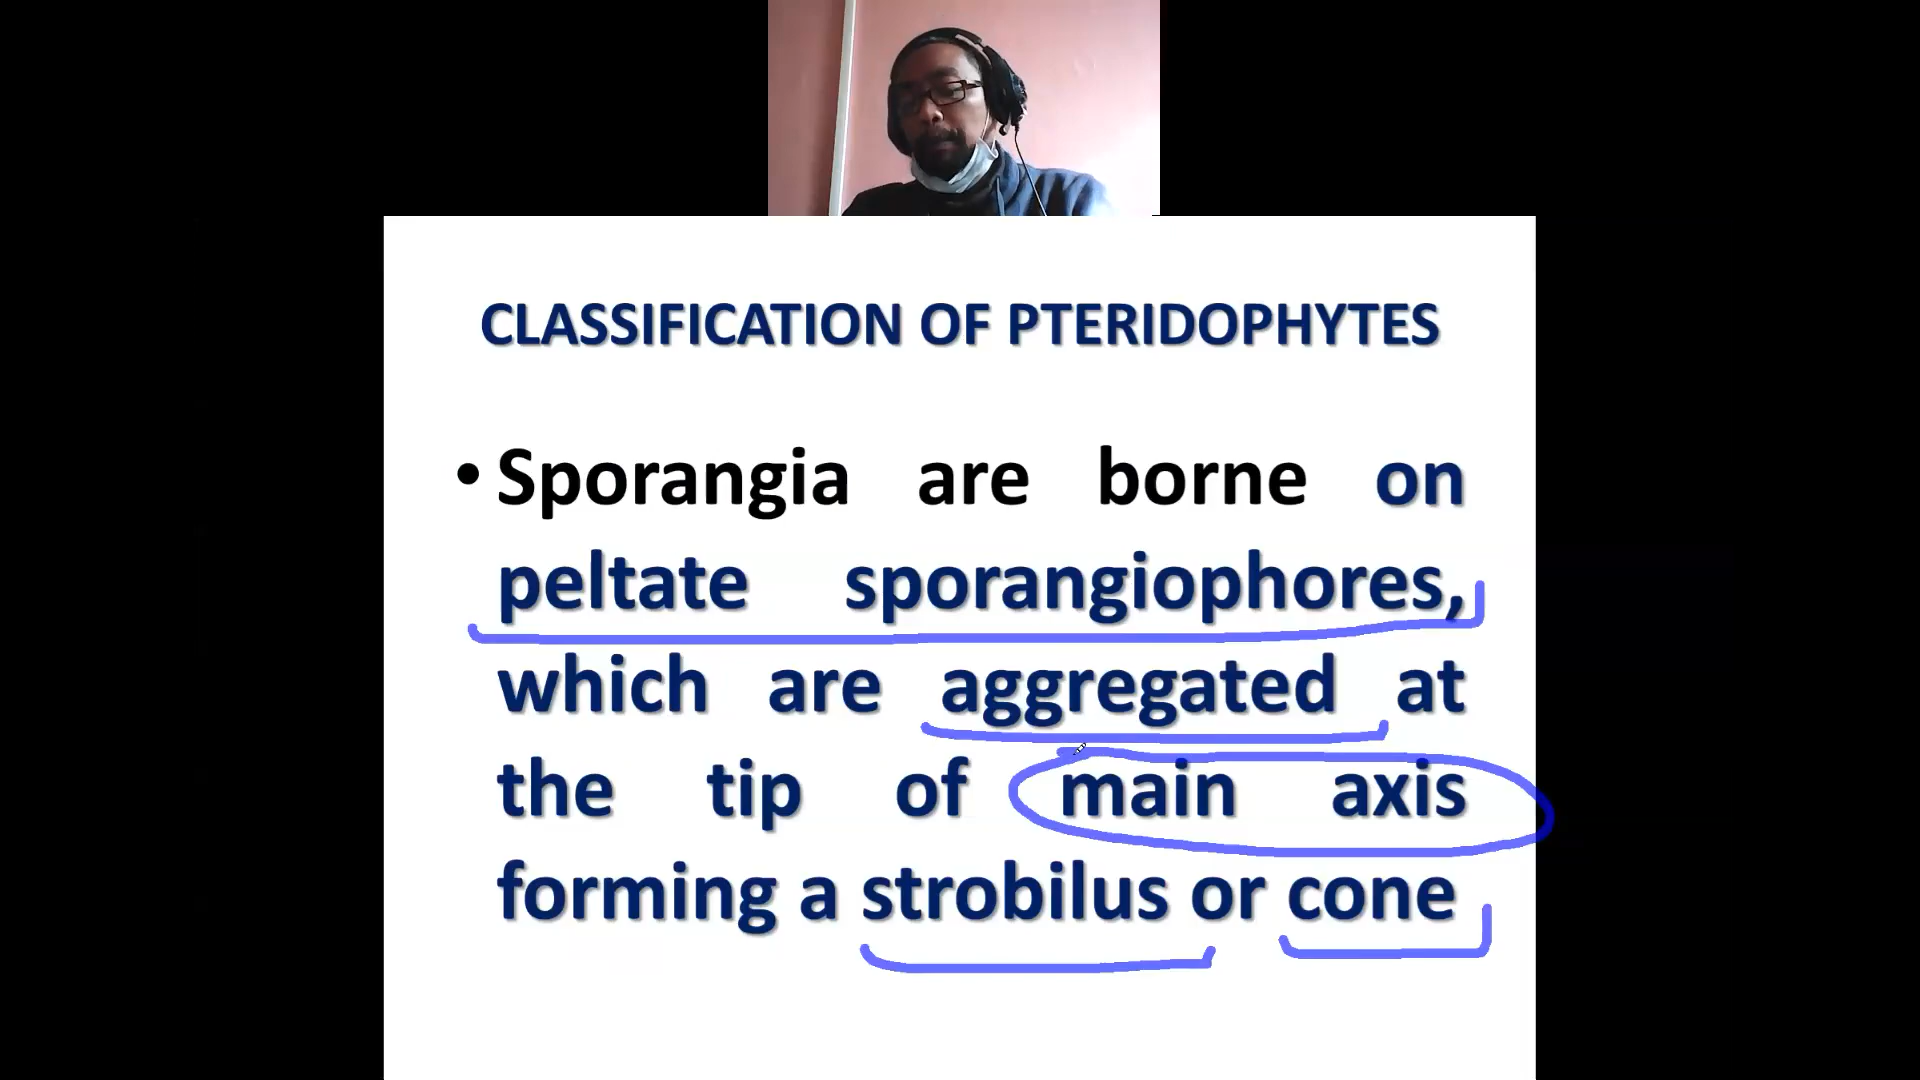 CLASSIFICATION OF PTERIDOPHYTES
• Sporangia are borne on
peltate sporangiophores,
which are aggregated at
the tip of main axis
forming a strobilus or cone